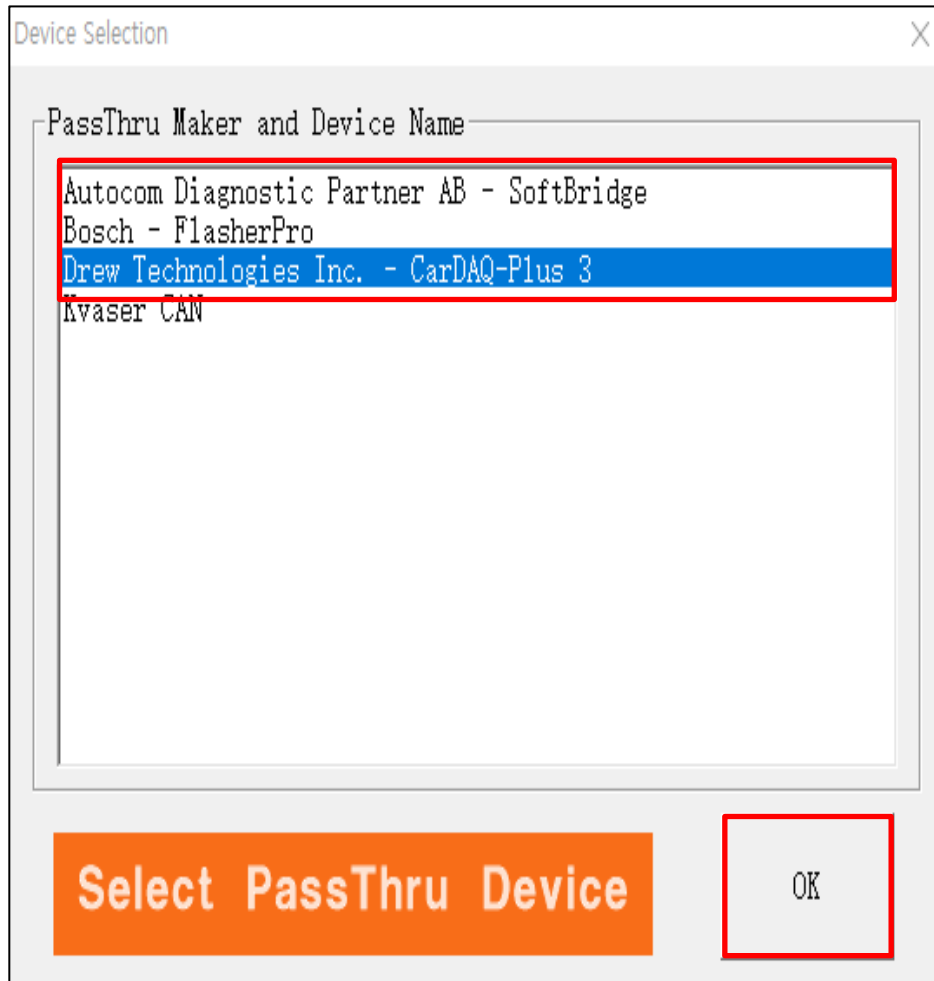 Device Selection
PassThru Maker and Device Name
Autocom Diagnostic Partner AB - SoftBridge
Bosch - FlasherPro
Drew Technologies Inc. - CarDAQ-Plus 3
Kvaser CAN
Select PassThru Device
OK